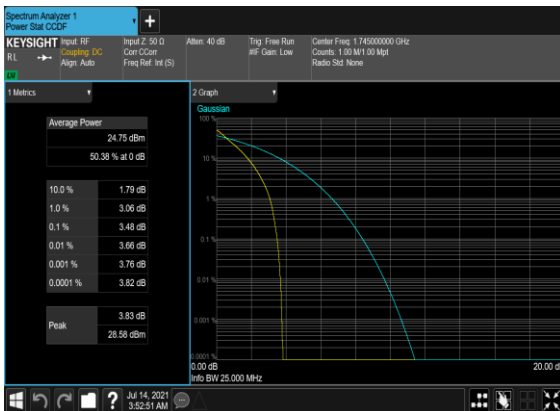 Spectrum Analyzer 1
Power Stat CCDF
KEYSIGHT
RL
LV
Input: RF
Coupling: DC
Align: Auto
Input Z: 50 Ω
Corr CCorr
Freq Ref: Int (S)
Atten: 40 dB
Trig: Free Run
#IF Gain: Low
Center Freq: 1.745000000 GHz
Counts: 1.00 M/1.00 Mpt
Radio Std: None
1 Metrics
Average Power
24.75 dBm
50.38 % at 0 dB
10.0 % 1.79 dB
1.0 % 3.06 dB
0.1 % 3.48 dB
0.01 % 3.66 dB
0.001 % 3.76 dB
0.0001 % 3.82 dB
Peak
3.83 dB
28.58 dBm
2 Graph
Gaussian
100 %
10 %
1 %
0.1 %
0.01 %
0.001 %
0.0001 %
0.00 dB
20.00 d
Info BW 25.000 MHz
?
Jul 14, 2021
3:52:51 AM